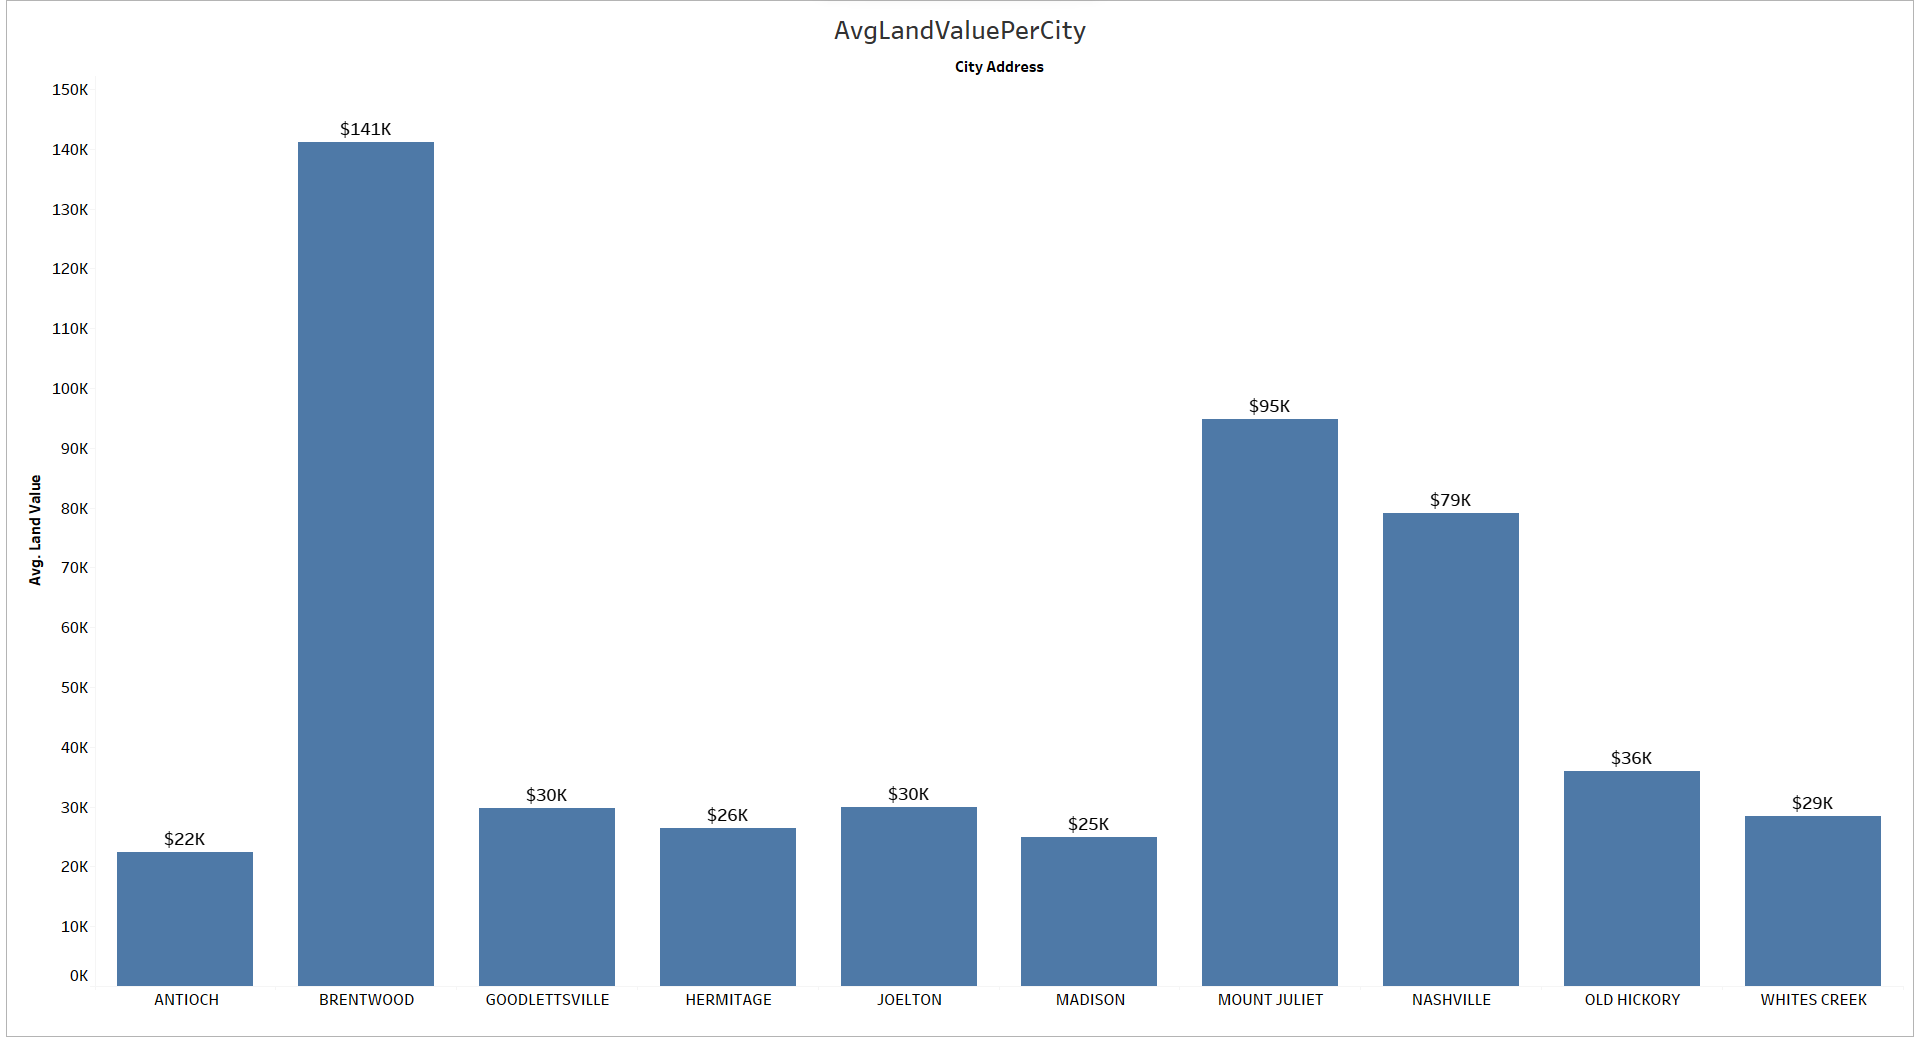 AvgLandValuePerCity
City Address
150K
140K
130K
120K
110K
100K
90K
80K
70K
60K
50K
40K
30K
20K
10K
0K
Avg. Land Value
$22K
$141K
$30K
$26K
$30K
$25K
$95K
$79K
$36K
$29K
ANTIOCH
BRENTWOOD
GOODLETTSVILLE
HERMITAGE
JOELTON
MADISON
MOUNT JULIET
NASHVILLE
OLD HICKORY
WHITES CREEK